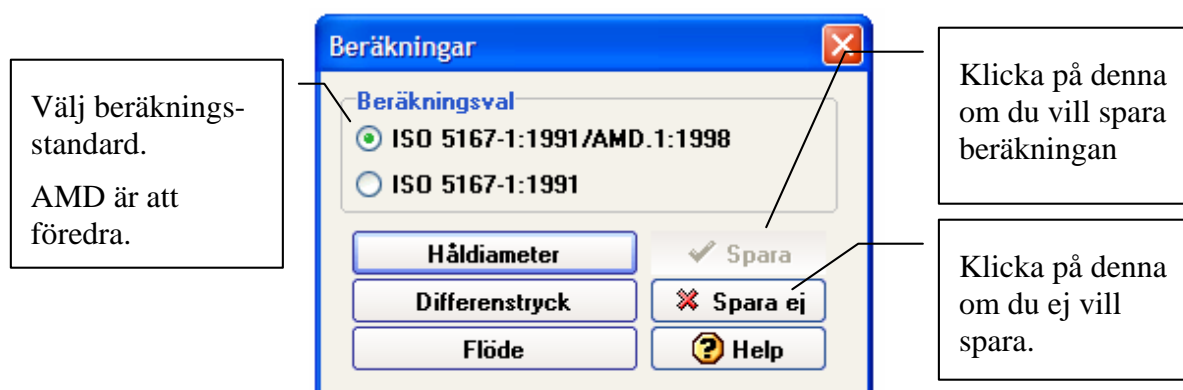 Välj beräknings-
standard.
AMD är att
föredra.
Beräkningar
Beräkningsval
ISO 5167-1:1991/AMD.1:1998
ISO 5167-1:1991
Håldiameter
Spara
Differenstryck
Spara ej
Flöde
Help
Klicka på denna
om du vill spara
beräkningan
Klicka på denna
om du ej vill
spara.